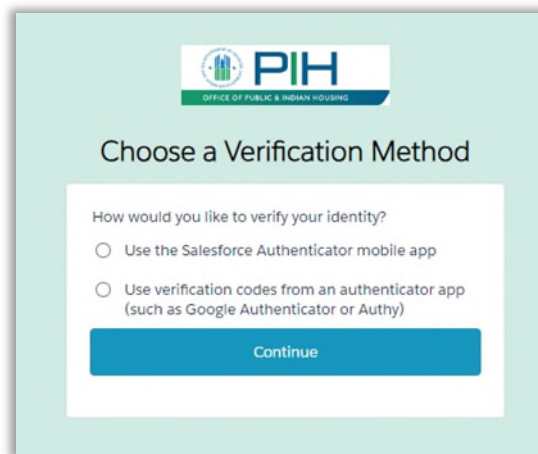 PIH
OFFICE OF PUBLIC & INDIAN HOUSING
Choose a Verification Method
How would you like to verify your identity?
Use the Salesforce Authenticator mobile app
Use verification codes from an authenticator app
(such as Google Authenticator or Authy)
Continue